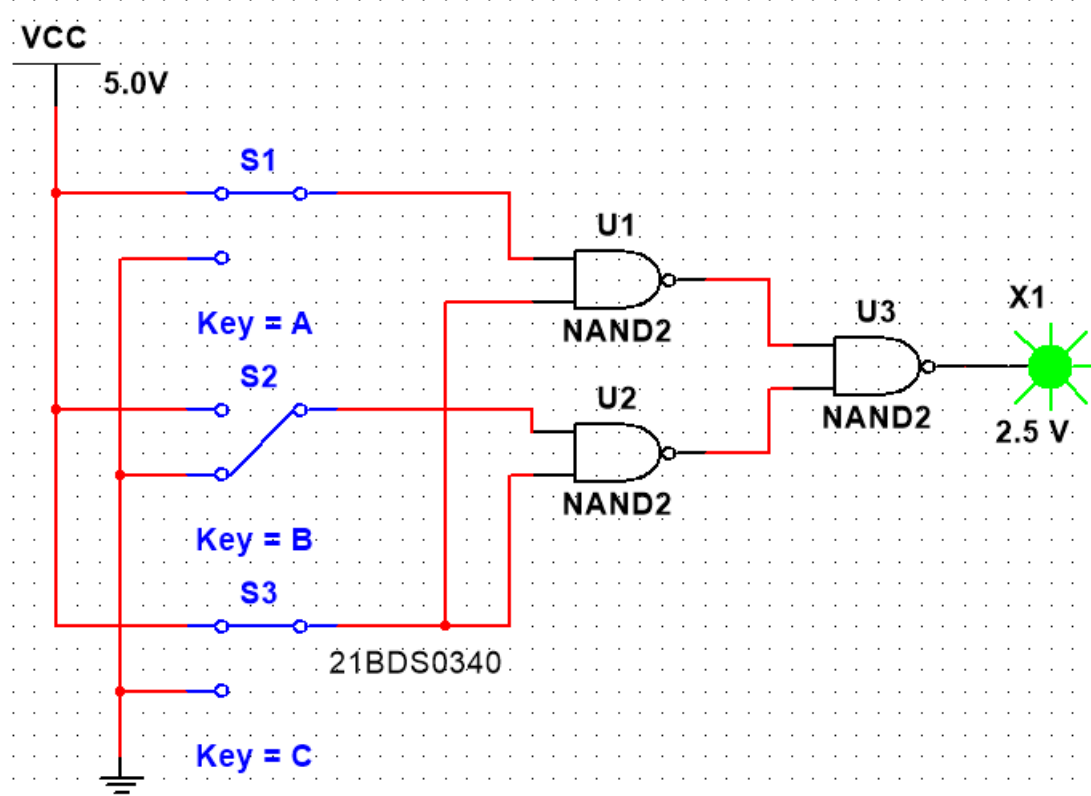 VCC
5.0V
S1
U1
Key = A
NAND2
X1
U3
S2
U2
NAND2
2.5 V
NAND2
Key = B
S3
21BDS0340
Key = C